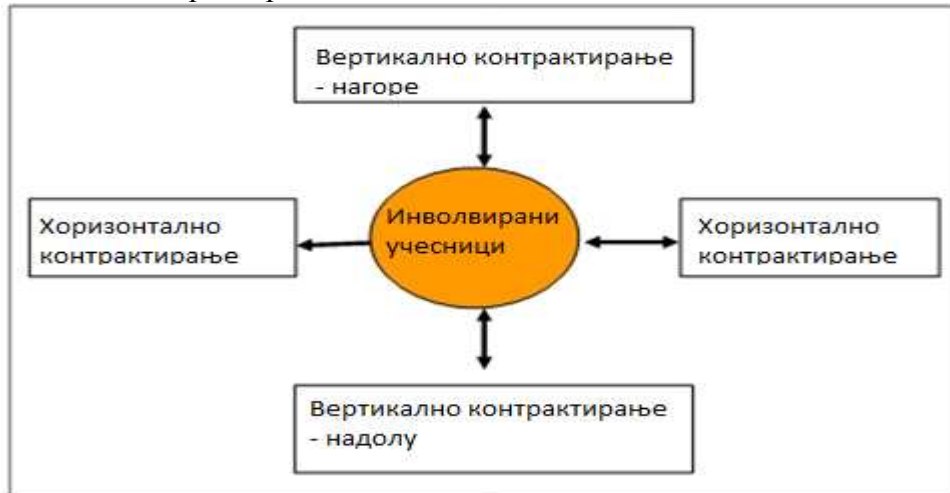 Вертикално контрактирање
- нагоре
Хоризонтално
контрактирање
Инволвирани
учесници
Хоризонтално
контрактирање
Вертикално контрактирање
- надолу